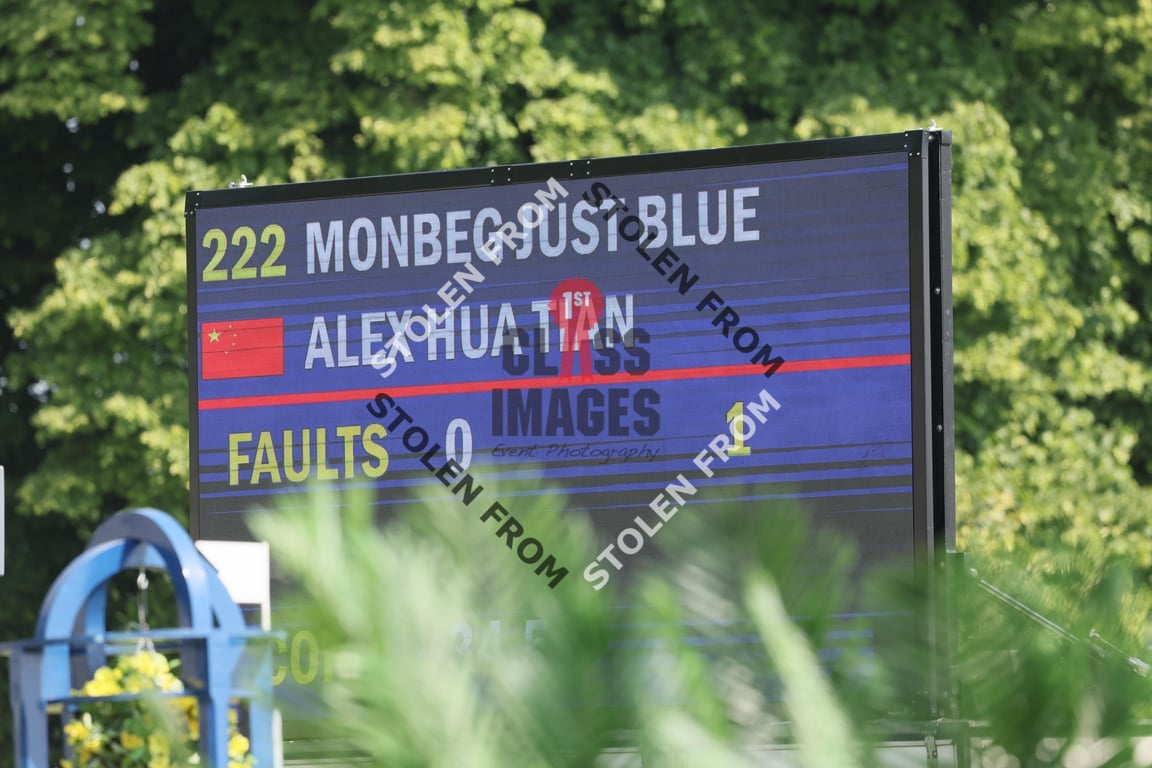 222 MONBEG JUST BLUE
ALEX HUA TIAN
FAULTS 0 1
STOLEN FROM
STOLEN FROM
STOLEN FROM
STOLEN FROM
1ST
CLASS
IMAGES
Event Photography